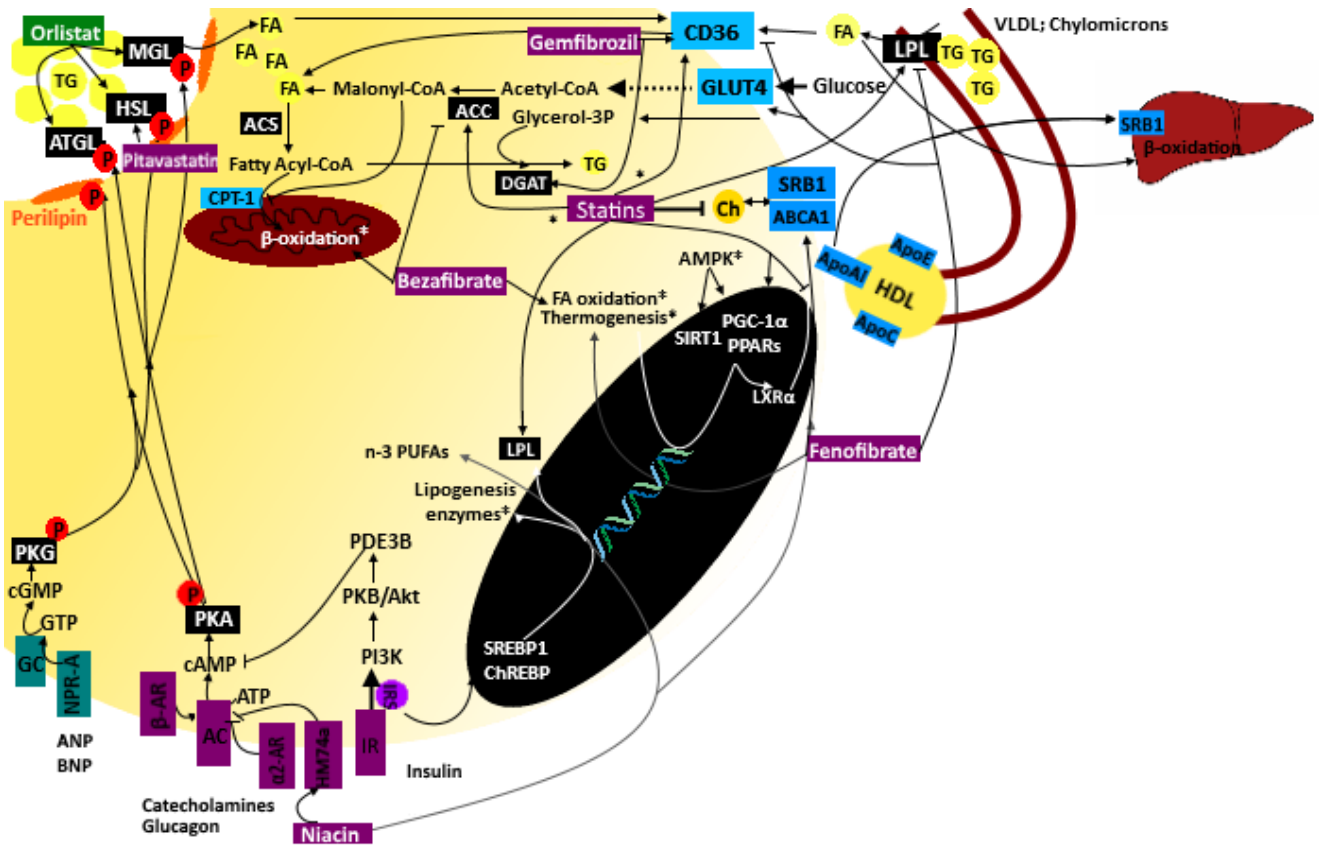 Orlistat
MGL
P
FA
CD36
FA
LPL
TG
TG
TG
VLDL; Chylomicrons
FA
FA
Gemfibrozil
TG
HSL
P
FA
Malonyl-CoA
Acetyl-CoA
GLUT4
Glucose
ACC
ACS
Glycerol-3P
ATGL
P
Pitavastatin
Fatty Acyl-CoA
TG
DGAT
*
SRB1
β-oxidation
P
Perilipin
CPT-1
β-oxidation*
Statins
*
Ch
SRB1
ABCA1
ApoE
ApoAI
HDL
ApoC
Bezafibrate
AMPK*
FA oxidation*
Thermogenesis*
SIRT1
PGC-1α
PPARs
LXRα
LPL
n-3 PUFAs
Fenofibrate
Lipogenesis
enzymes*
P
PKG
cGMP
GTP
GC
NPR-A
ANP
BNP
P
PKA
cAMP
ATP
β-AR
AC
α2-AR
HM74a
PDE3B
PKB/Akt
PI3K
IRS
IR
SREBP1
ChREBP
Insulin
Catecholamines
Glucagon
Niacin